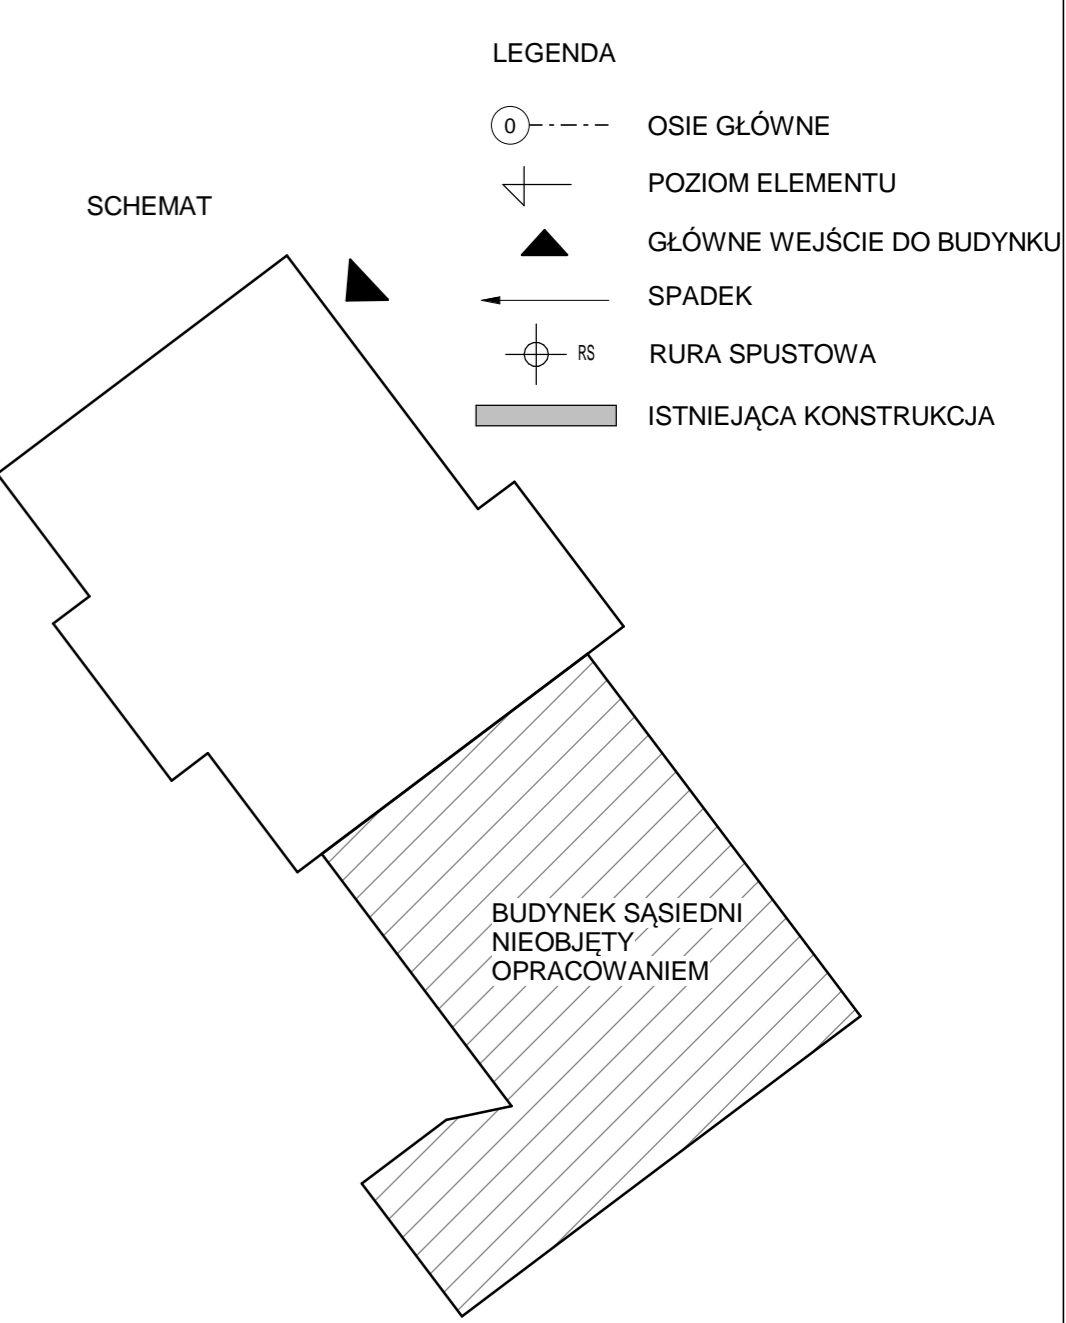 LEGENDA
0 OSIE GŁÓWNE
POZIOM ELEMENTU
SCHEMAT
GŁÓWNE WEJŚCIE DO BUDYNKU
SPADEK
RS RURA SPUSTOWA
ISTNIEJĄCA KONSTRUKCJA
BUDYNEK SĄSIEDNI
NIEOBJĘTY
OPRACOWANIEM